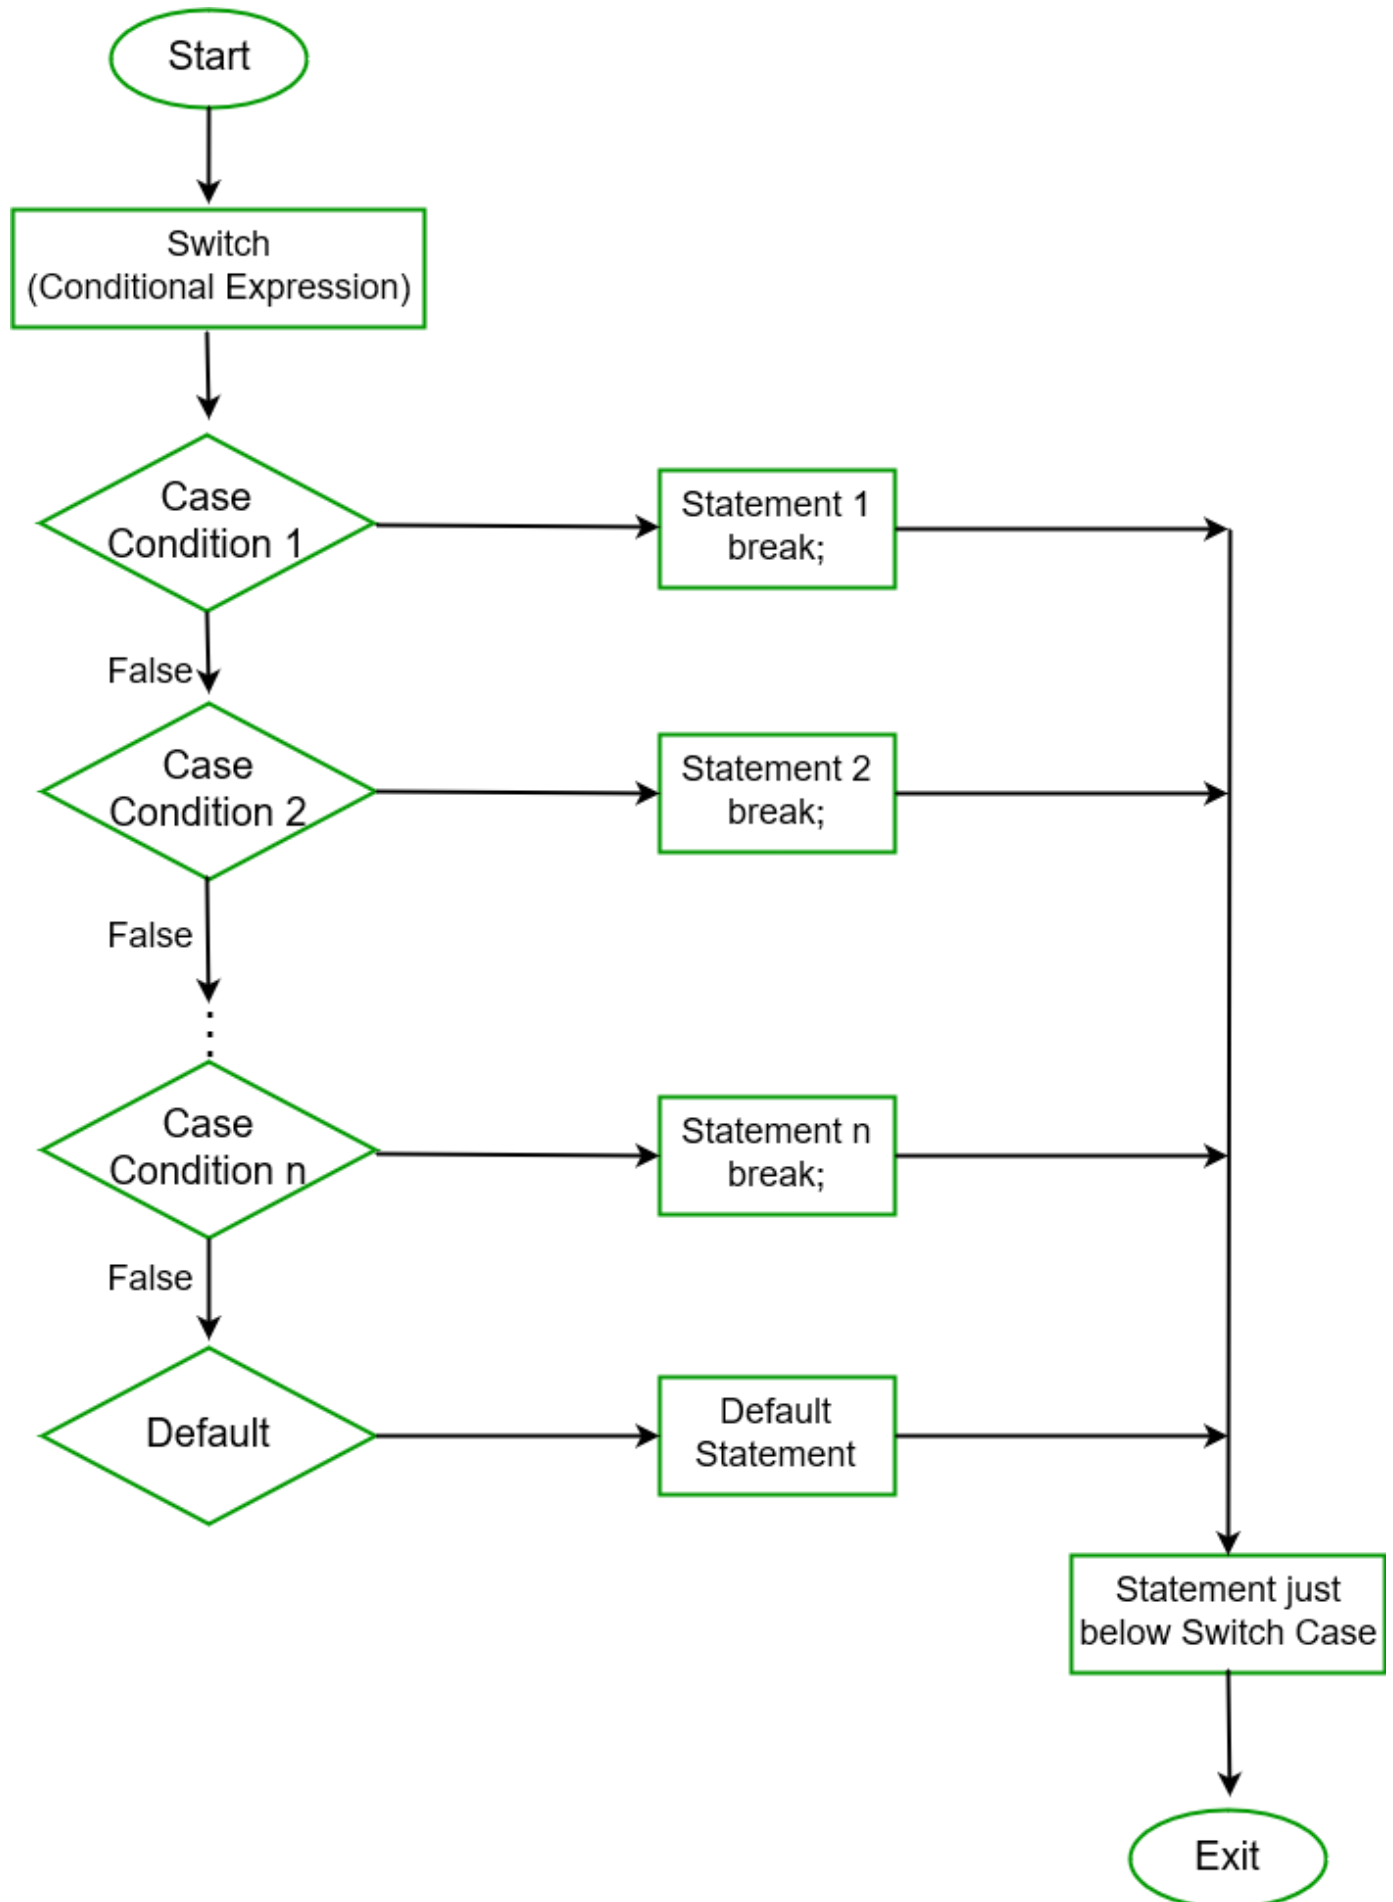 Start
Switch
(Conditional Expression)
Case
Condition 1
Statement 1
break;
False
Case
Condition 2
Statement 2
break;
False
Case
Condition n
Statement n
break;
False
Default
Default
Statement
Statement just
below Switch Case
Exit